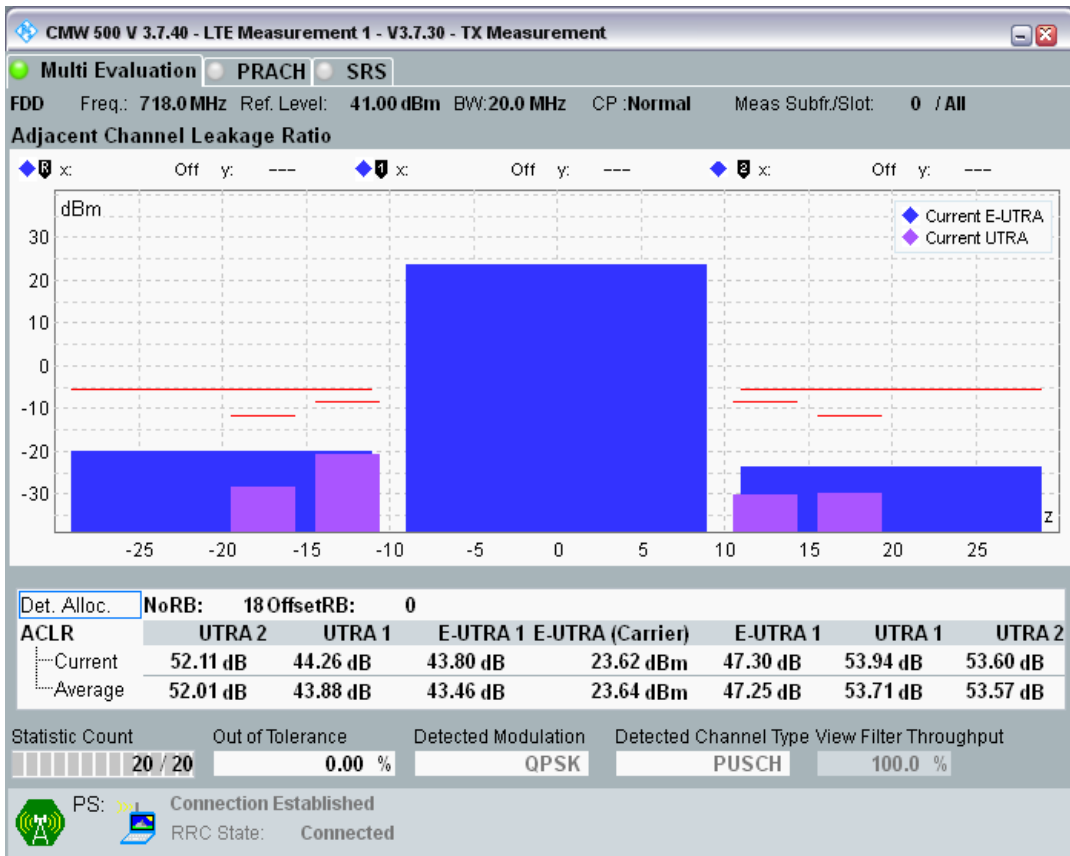 CMW 500 V 3.7.40 - LTE Measurement 1 - V3.7.30 - TX Measurement
Multi Evaluation PRACH SRS
FDD Freq.: 718.0 MHz Ref. Level: 41.00 dBm BW: 20.0 MHz CP : Normal Meas Subfr./Slot: 0 / All
Adjacent Channel Leakage Ratio
R x: Off y: --- 1 x: Off y: --- 2 x: Off y: ---
dBm
Current E-UTRA
Current UTRA
30
20
10
0
-10
-20
-30
z
-25 -20 -15 -10 -5 0 5 10 15 20 25
Det. Alloc. NoRB: 18 OffsetRB: 0
ACLR UTRA 2 UTRA 1 E-UTRA 1 E-UTRA (Carrier) E-UTRA 1 UTRA 1 UTRA 2
Current 52.11 dB 44.26 dB 43.80 dB 23.62 dBm 47.30 dB 53.94 dB 53.60 dB
Average 52.01 dB 43.88 dB 43.46 dB 23.64 dBm 47.25 dB 53.71 dB 53.57 dB
Statistic Count Out of Tolerance Detected Modulation Detected Channel Type View Filter Throughput
20 / 20 0.00 % QPSK PUSCH 100.0 %
PS: Connection Established
RRC State: Connected